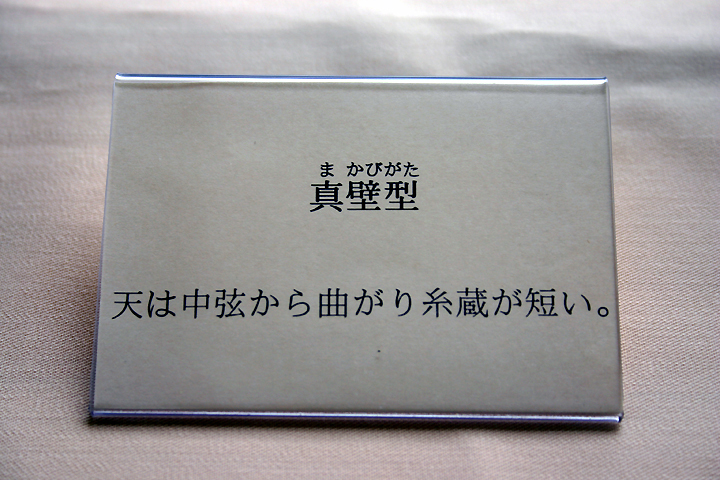 まかびがた
真壁型
天は中弦から曲がり糸蔵が短い。